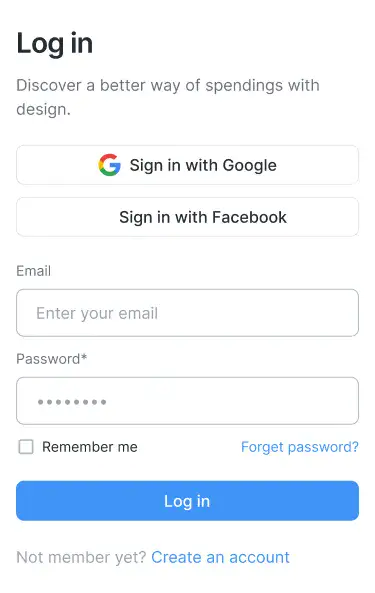 Log in
Discover a better way of spendings with
design.
Sign in with Google
Sign in with Facebook
Email
Enter your email
Password*
••••••••
Remember me
Forget password?
Log in
Not member yet? Create an account